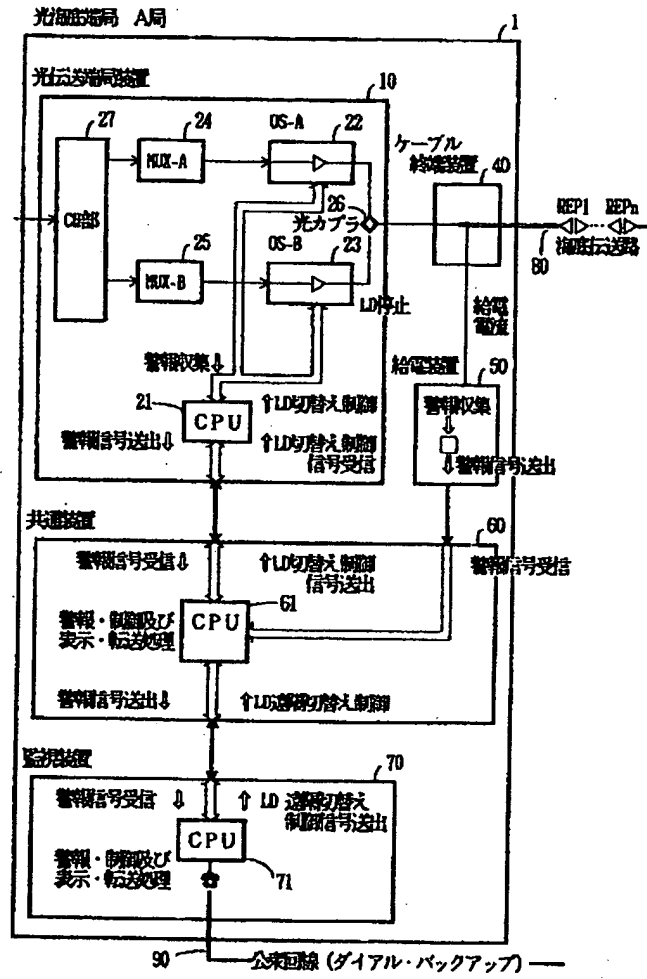 光海底端局 A局
1
光伝送端局装置
10
27
24
OS-A
22
MUX-A
ケーブル
終端装置
40
26
光カプラ
REP1 REPn
海底伝送路
80
25
OS-B
23
MUX-B
LD停止
給電
電流
警報収集⇩
給電装置
50
21
CPU
⇧LD切替え制御
警報収集
⇩
警報信号送出⇩
⇧LD切替え制御
信号受信
⇩警報信号送出
共通装置
60
警報信号受信⇩
⇧LD切替え制御
信号送出
警報信号受信
61
CPU
警報・制御及び
表示・転送処理
警報信号送出⇩
⇧LD遠隔切替え制御
監視装置
70
警報信号受信 ⇩
⇧ LD 遠隔切替え
制御信号送出
CPU
警報・制御及び
表示・転送処理
71
90
公衆回線（ダイアル・バックアップ）